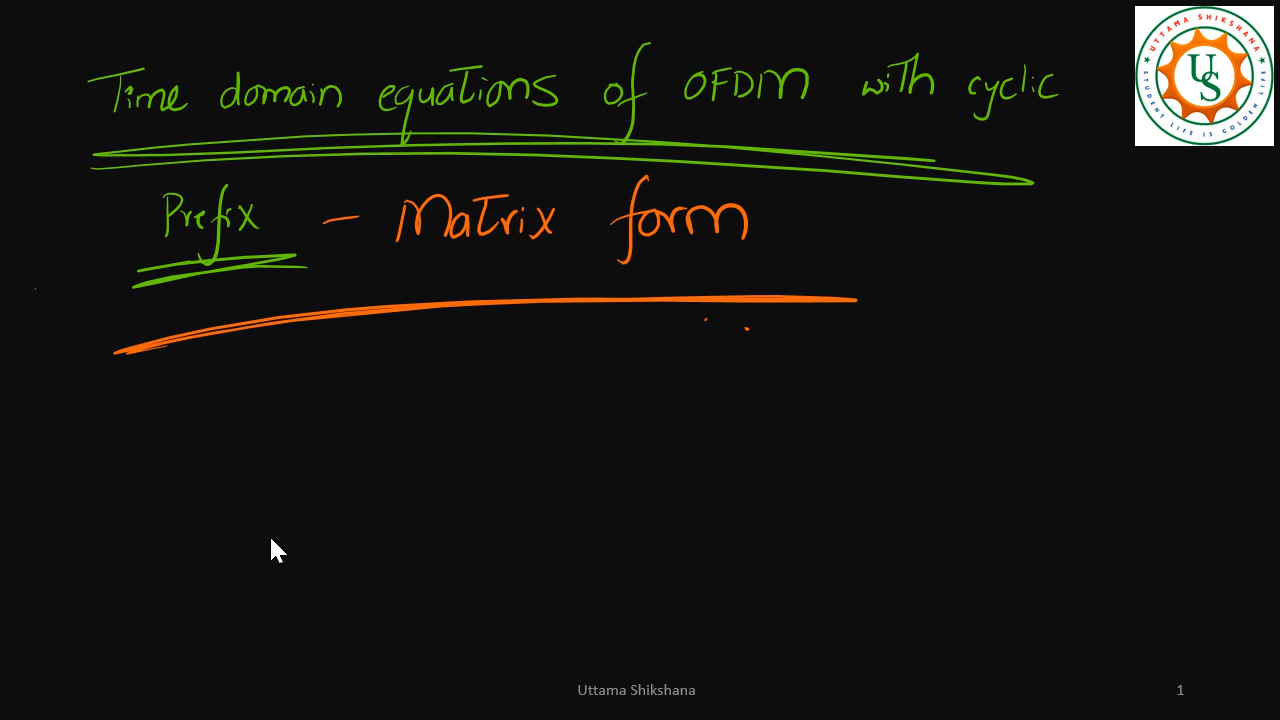 Time domain equations of OFDM with cyclic
Prefix - Matrix form
UTTAMA SHIKSHANA
US
STUDENT LIFE IS GOLDEN LIFE
Uttama Shikshana
1